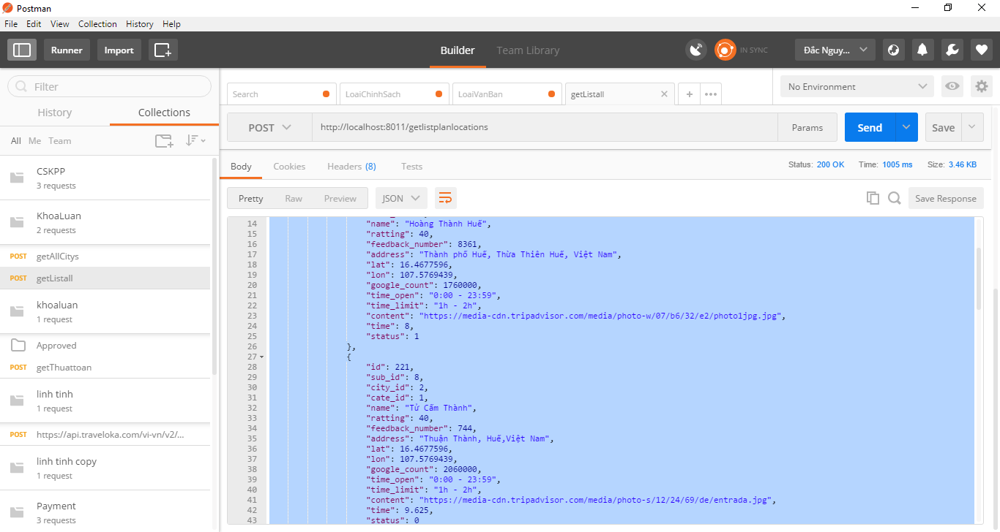 Postman
File Edit View Collection History Help
Runner Import Builder Team Library IN SYNC Đắc Nguy...
Filter
History Collections
All Me Team
CSKPP
3 requests
KhoaLuan
2 requests
POST getAllCitys
POST getListall
khoaluan
1 request
Approved
POST getThuattoan
linh tinh
1 request
POST https://api.traveloka.com/vi-vn/v2/...
linh tinh copy
1 request
Payment
3 requests
Search LoaiChinhSach LoaiVanBan getListall + ••• No Environment
POST http://localhost:8011/getlistplanlocations Params Send Save
Body Cookies Headers (8) Tests Status: 200 OK Time: 1005 ms Size: 3.46 KB
Pretty Raw Preview JSON Save Response
14 "name": "Hoàng Thành Huế",
15 "ratting": 40,
16 "feedback_number": 8361,
17 "address": "Thành phố Huế, Thừa Thiên Huế, Việt Nam",
18 "lat": 16.4677596,
19 "lon": 107.5769439,
20 "google_count": 1760000,
21 "time_open": "0:00 - 23:59",
22 "time_limit": "1h - 2h",
23 "content": "https://media-cdn.tripadvisor.com/media/photo-w/07/b6/32/e2/photo1jpg.jpg",
24 "time": 8,
25 "status": 1
26 },
27 {
28 "id": 221,
29 "sub_id": 8,
30 "city_id": 2,
31 "cate_id": 1,
32 "name": "Tử Cấm Thành",
33 "ratting": 40,
34 "feedback_number": 744,
35 "address": "Thuận Thành, Huế,Việt Nam",
36 "lat": 16.4677596,
37 "lon": 107.5769439,
38 "google_count": 2060000,
39 "time_open": "0:00 - 23:59",
40 "time_limit": "1h - 2h",
41 "content": "https://media-cdn.tripadvisor.com/media/photo-s/12/24/69/de/entrada.jpg",
42 "time": 9.625,
43 "status": 0